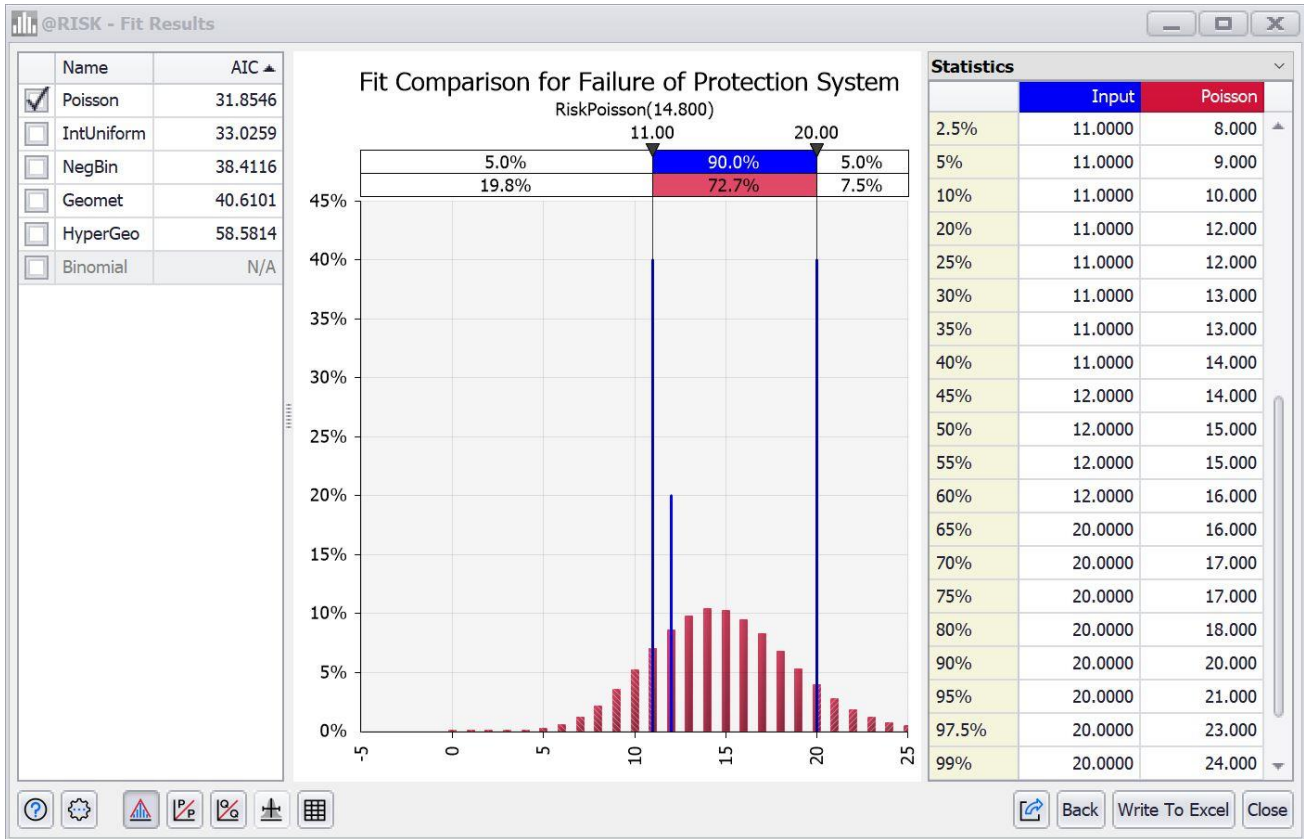 @RISK - Fit Results
Name AIC
Poisson 31.8546
IntUniform 33.0259
NegBin 38.4116
Geomet 40.6101
HyperGeo 58.5814
Binomial N/A
Fit Comparison for Failure of Protection System
RiskPoisson(14.800)
11.00 20.00
5.0% 90.0% 5.0%
19.8% 72.7% 7.5%
45%
40%
35%
30%
25%
20%
15%
10%
5%
0%
-5 0 5 10 15 20 25
Statistics
Input Poisson
2.5% 11.0000 8.000
5% 11.0000 9.000
10% 11.0000 10.000
20% 11.0000 12.000
25% 11.0000 12.000
30% 11.0000 13.000
35% 11.0000 13.000
40% 11.0000 14.000
45% 12.0000 14.000
50% 12.0000 15.000
55% 12.0000 15.000
60% 12.0000 16.000
65% 20.0000 16.000
70% 20.0000 17.000
75% 20.0000 17.000
80% 20.0000 18.000
90% 20.0000 20.000
95% 20.0000 21.000
97.5% 20.0000 23.000
99% 20.0000 24.000
? P P Q Q Back Write To Excel Close